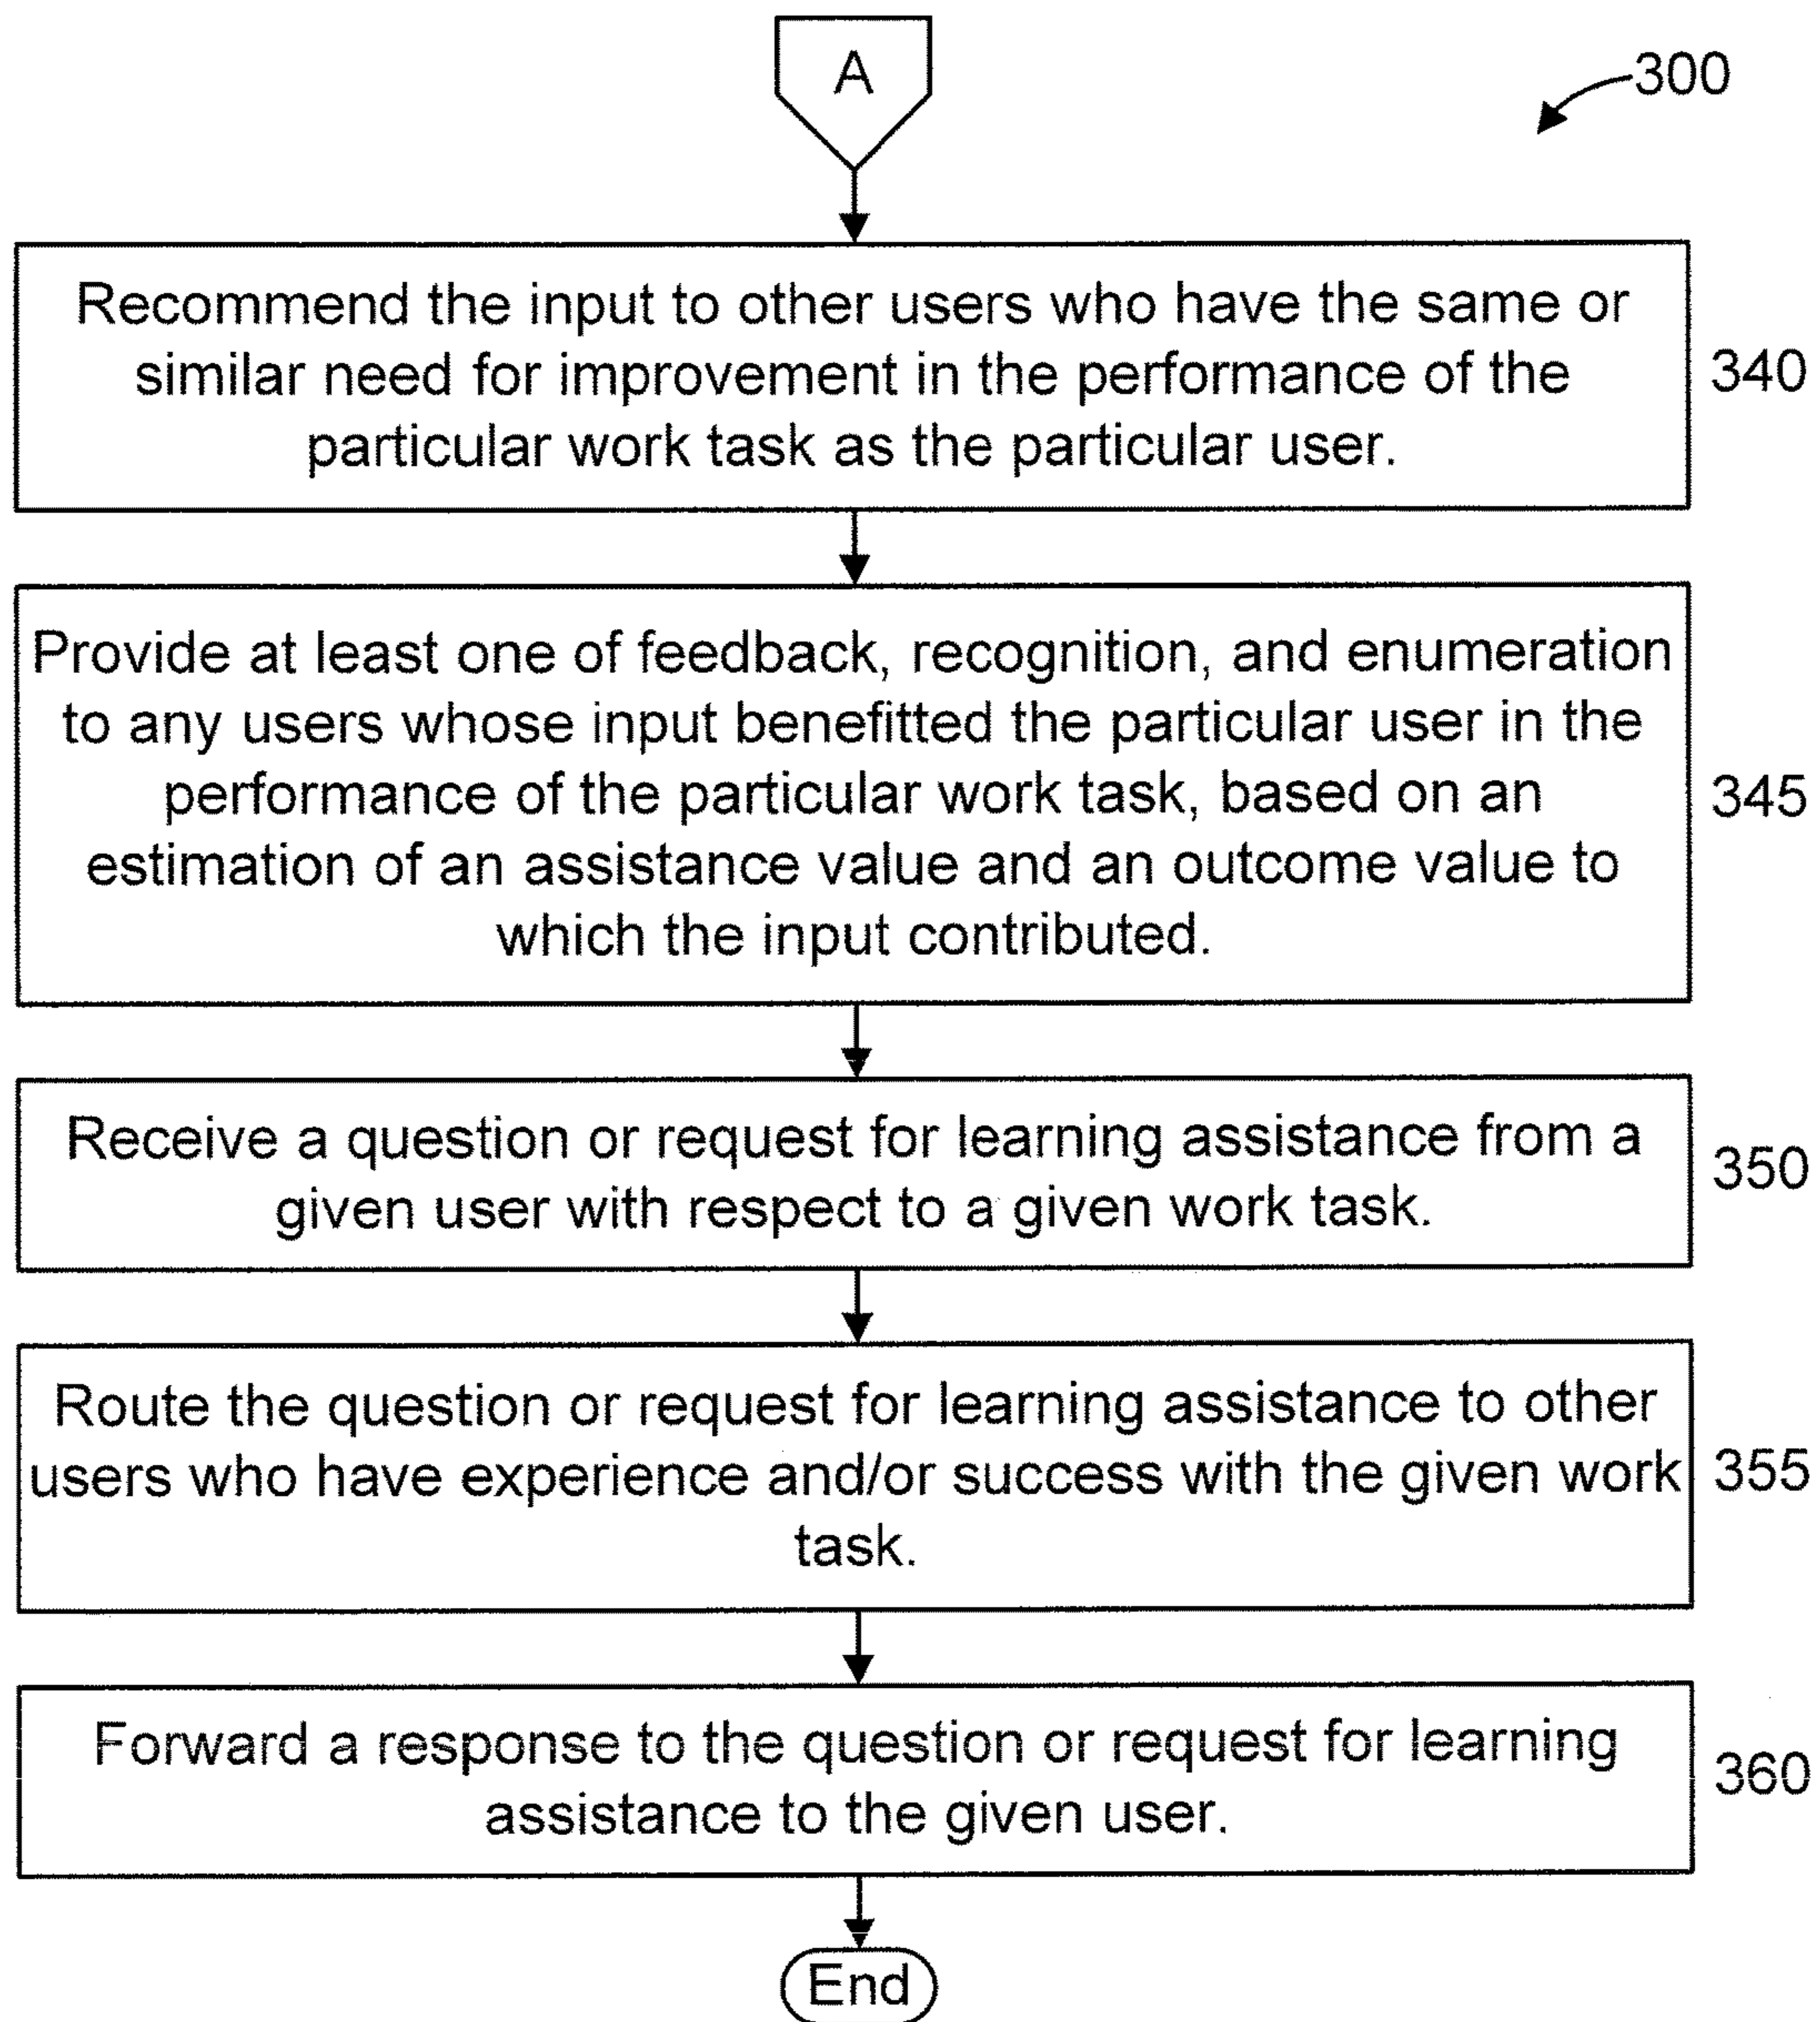 A
300
Recommend the input to other users who have the same or
similar need for improvement in the performance of the
particular work task as the particular user.
340
Provide at least one of feedback, recognition, and enumeration
to any users whose input benefitted the particular user in the
performance of the particular work task, based on an
estimation of an assistance value and an outcome value to
which the input contributed.
345
Receive a question or request for learning assistance from a
given user with respect to a given work task.
350
Route the question or request for learning assistance to other
users who have experience and/or success with the given work
task.
355
Forward a response to the question or request for learning
assistance to the given user.
360
End